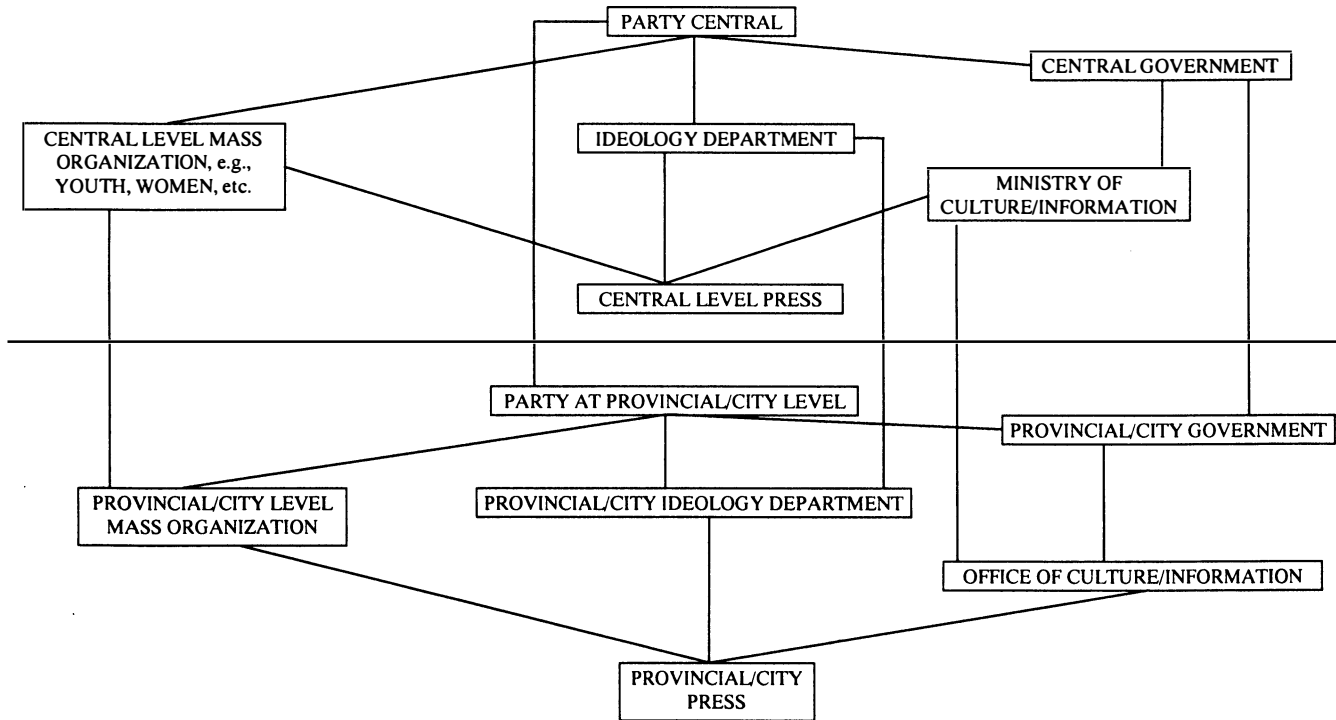 PARTY CENTRAL
CENTRAL GOVERNMENT
CENTRAL LEVEL MASS
ORGANIZATION, e.g.,
YOUTH, WOMEN, etc.
IDEOLOGY DEPARTMENT
MINISTRY OF
CULTURE/INFORMATION
CENTRAL LEVEL PRESS
PARTY AT PROVINCIAL/CITY LEVEL
PROVINCIAL/CITY GOVERNMENT
PROVINCIAL/CITY LEVEL
MASS ORGANIZATION
PROVINCIAL/CITY IDEOLOGY DEPARTMENT
OFFICE OF CULTURE/INFORMATION
PROVINCIAL/CITY
PRESS